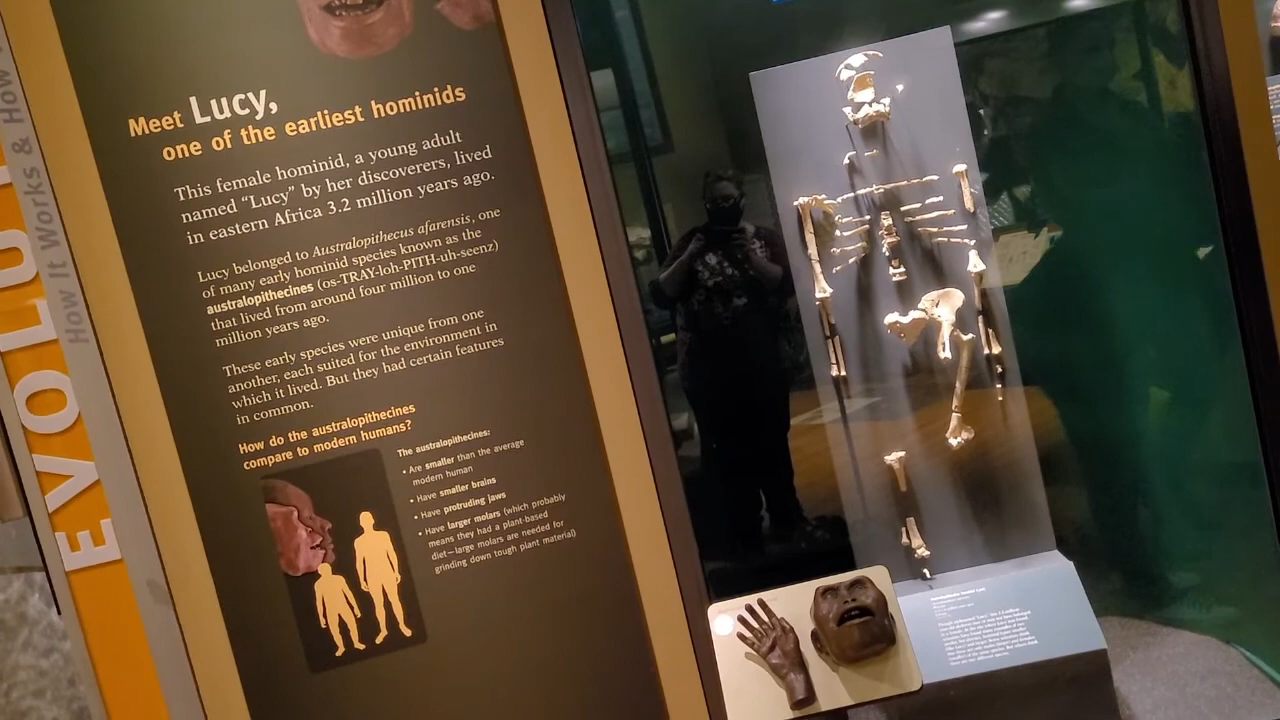 EVOLU
How It Works & How
Meet Lucy,
one of the earliest hominids
This female hominid, a young adult
named “Lucy” by her discoverers, lived
in eastern Africa 3.2 million years ago.
Lucy belonged to Australopithecus afarensis, one
of many early hominid species known as the
australopithecines (os-TRAY-loh-PITH-uh-seenz)
that lived from around four million to one
million years ago.
These early species were unique from one
another, each suited for the environment in
which it lived. But they had certain features
in common.
How do the australopithecines
compare to modern humans?
The australopithecines:
• Are smaller than the average
modern human
• Have smaller brains
• Have protruding jaws
• Have larger molars (which probably
means they had a plant-based
diet—large molars are needed for
grinding down tough plant material)